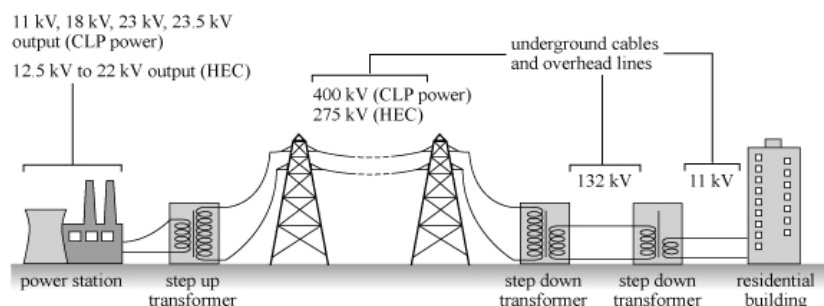 11 kV, 18 kV, 23 kV, 23.5 kV
output (CLP power)
12.5 kV to 22 kV output (HEC)
underground cables
and overhead lines
400 kV (CLP power)
275 kV (HEC)
132 kV
11 kV
power station
step up
transformer
step down
transformer
step down
transformer
residential
building